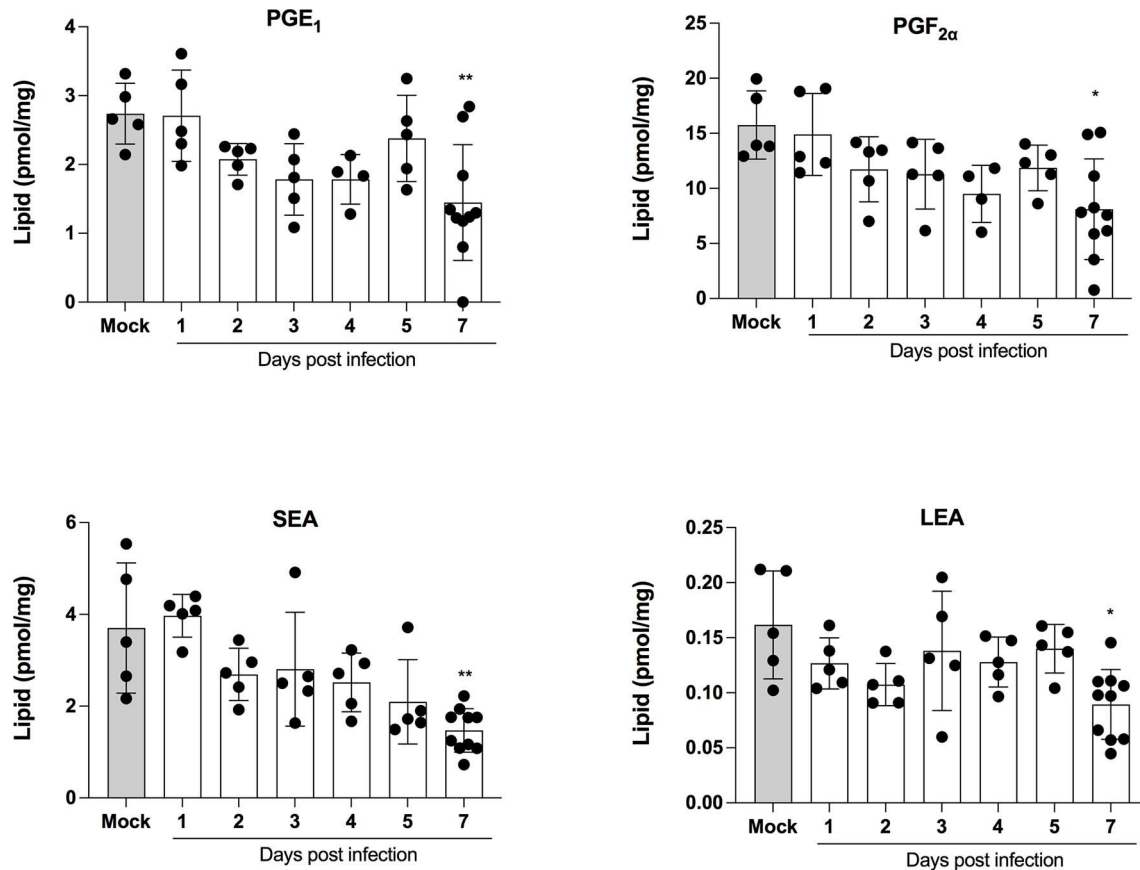 PGE₁
Lipid (pmol/mg)
4
3
2
1
0
**
Mock 1 2 3 4 5 7
Days post infection
PGF₂α
Lipid (pmol/mg)
25
20
15
10
5
0
*
Mock 1 2 3 4 5 7
Days post infection
SEA
Lipid (pmol/mg)
6
4
2
0
**
Mock 1 2 3 4 5 7
Days post infection
LEA
Lipid (pmol/mg)
0.25
0.20
0.15
0.10
0.05
0.00
*
Mock 1 2 3 4 5 7
Days post infection